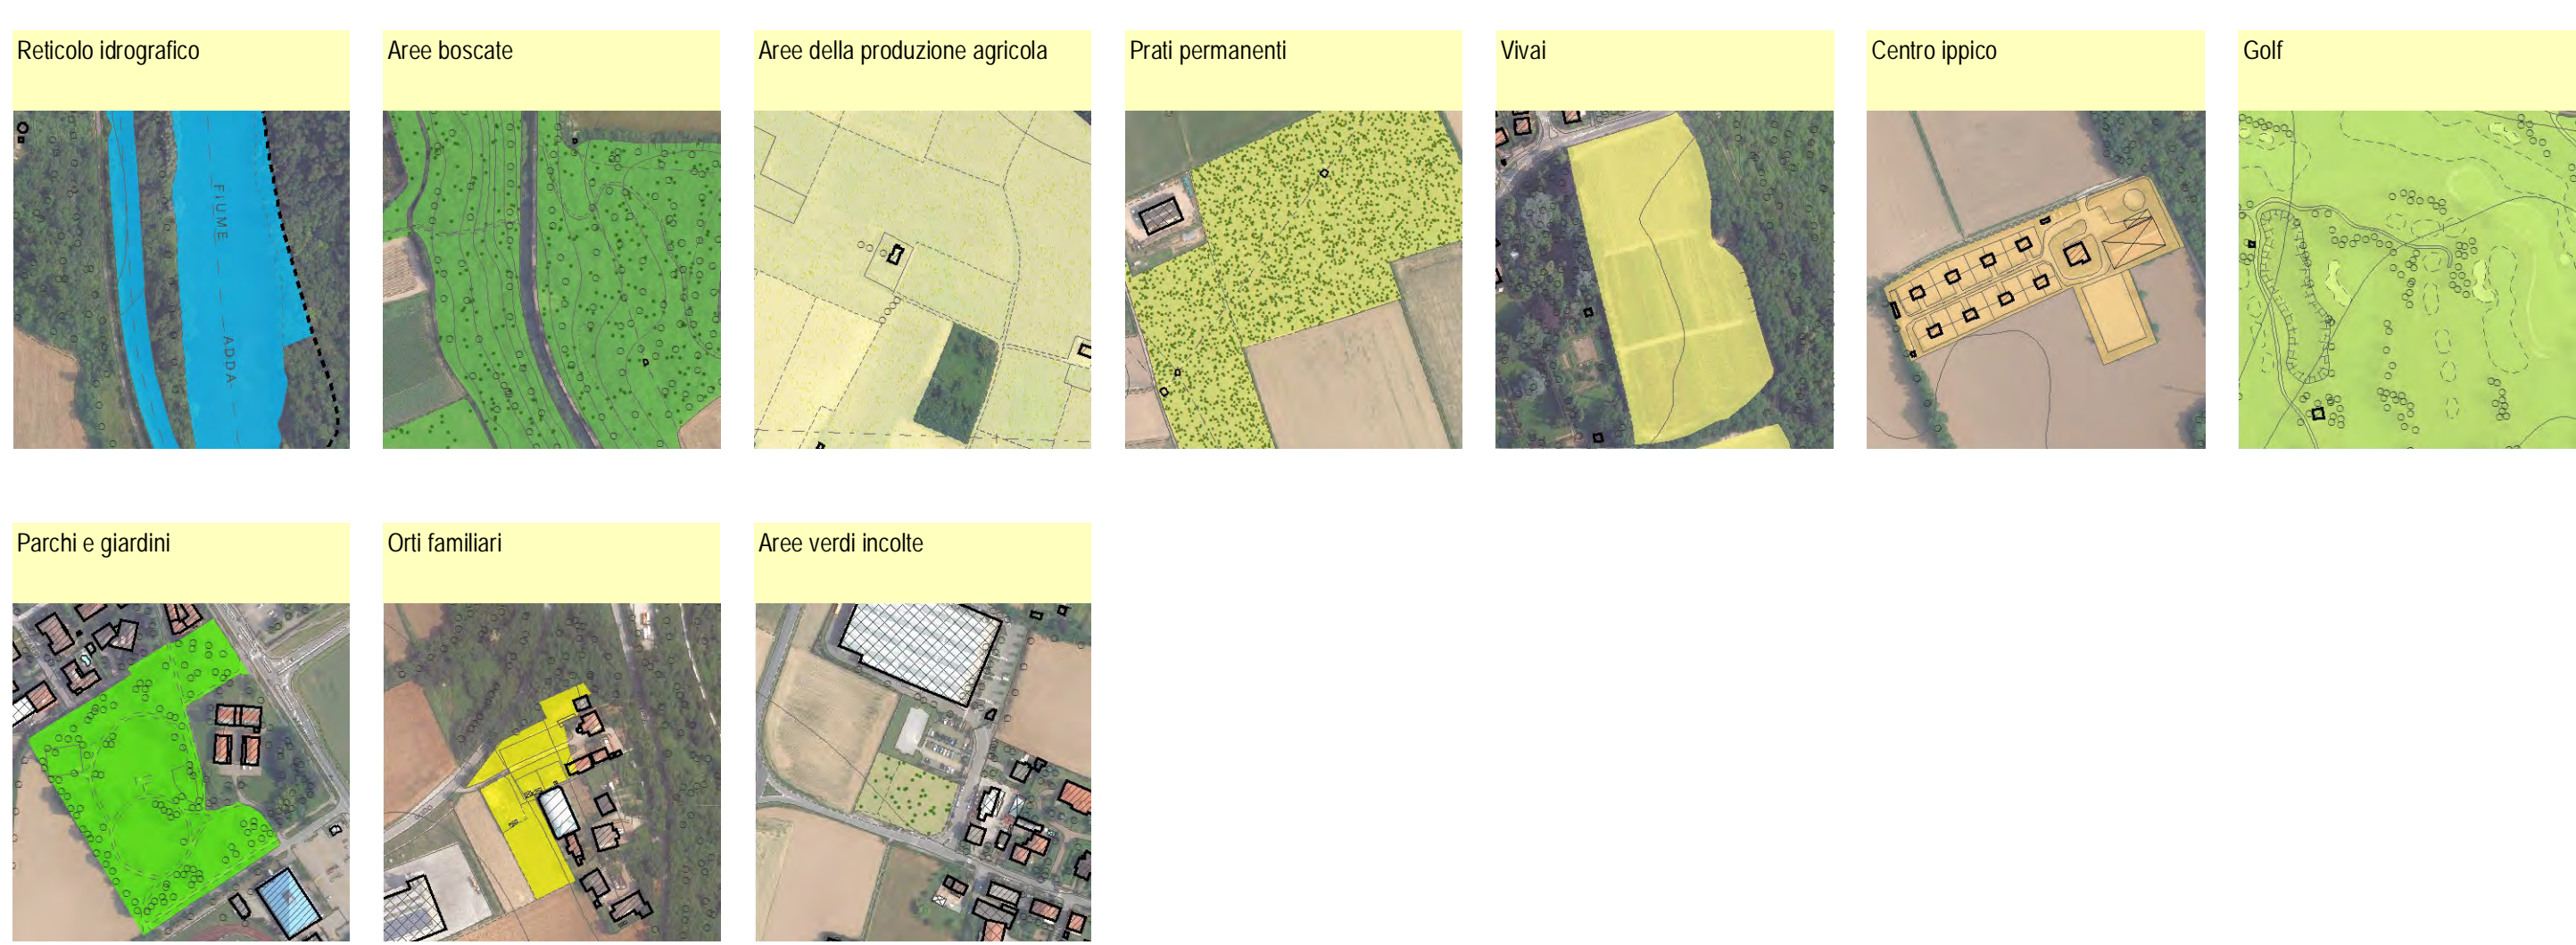 Reticolo idrografico
Aree boscate
Aree della produzione agricola
Prati permanenti
Vivai
Centro ippico
Golf
FIUME
ADDA
Parchi e giardini
Orti familiari
Aree verdi incolte